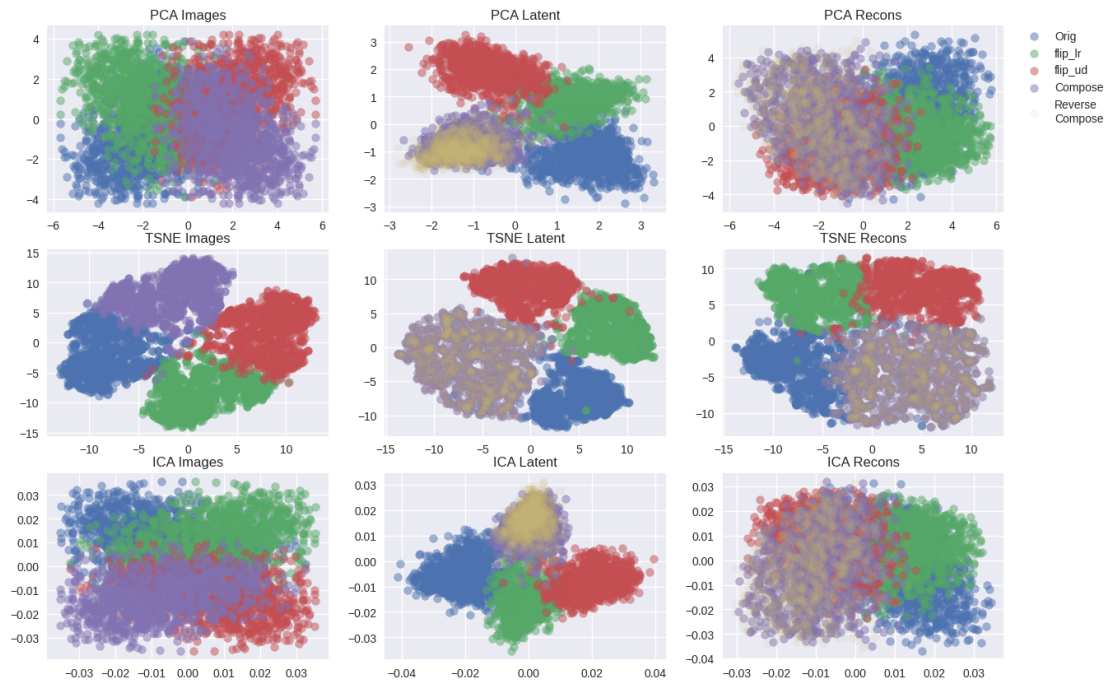 PCA Images
PCA Latent
PCA Recons
4
2
0
−2
−4
−6 −4 −2 0 2 4 6
3
2
1
0
−1
−2
−3
−3 −2 −1 0 1 2 3
4
2
0
−2
−4
−6 −4 −2 0 2 4 6
Orig
flip_lr
flip_ud
Compose
Reverse
Compose
TSNE Images
TSNE Latent
TSNE Recons
15
10
5
0
−5
−10
−15
−10 −5 0 5 10
10
5
0
−5
−10
−15 −10 −5 0 5 10
10
5
0
−5
−10
−15 −10 −5 0 5 10
ICA Images
ICA Latent
ICA Recons
0.03
0.02
0.01
0.00
−0.01
−0.02
−0.03
−0.03 −0.02 −0.01 0.00 0.01 0.02 0.03
0.03
0.02
0.01
0.00
−0.01
−0.02
−0.03
−0.04 −0.02 0.00 0.02 0.04
0.03
0.02
0.01
0.00
−0.01
−0.02
−0.03
−0.04
−0.03 −0.02 −0.01 0.00 0.01 0.02 0.03